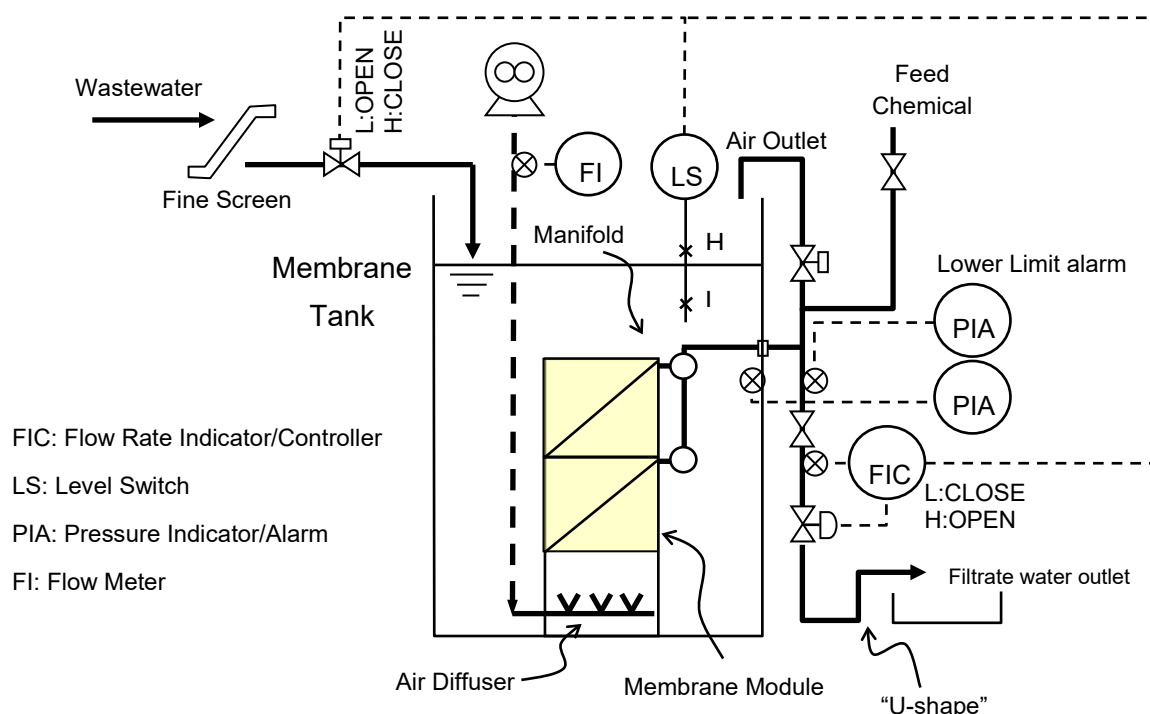 Wastewater
Fine Screen
L:OPEN
H:CLOSE
FI
LS
Air Outlet
Feed
Chemical
Manifold
H
I
Membrane
Tank
Lower Limit alarm
PIA
PIA
FIC
L:CLOSE
H:OPEN
FIC: Flow Rate Indicator/Controller
LS: Level Switch
PIA: Pressure Indicator/Alarm
FI: Flow Meter
Filtrate water outlet
Air Diffuser
Membrane Module
“U-shape”